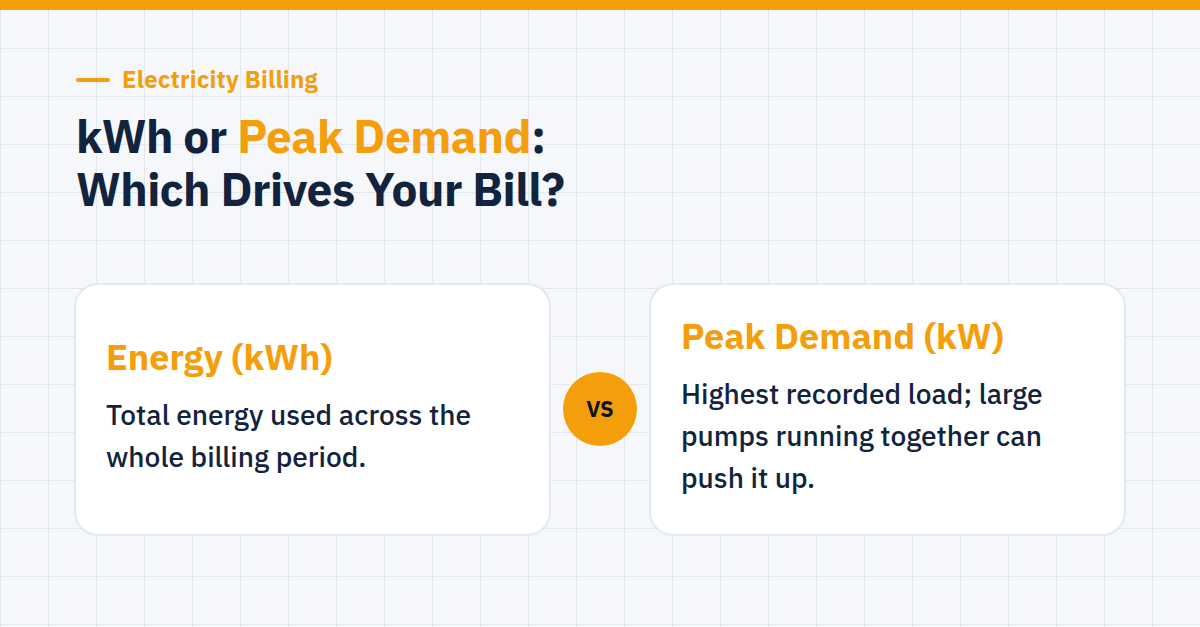 Electricity Billing
kWh or Peak Demand:
Which Drives Your Bill?
Energy (kWh)
Total energy used across the
whole billing period.
VS
Peak Demand (kW)
Highest recorded load; large
pumps running together can
push it up.